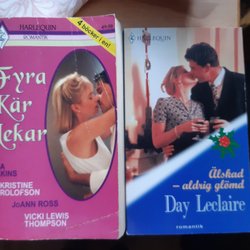 HARLEQUIN
ROMANTIK
4 böcker i en!
Fyra
Kär
lekar
KRISTINE
ROLOFSON
JOANN ROSS
VICKI LEWIS
THOMPSON
HARLEQUIN
Älskad
– aldrig glömd
Day Leclaire
romantik